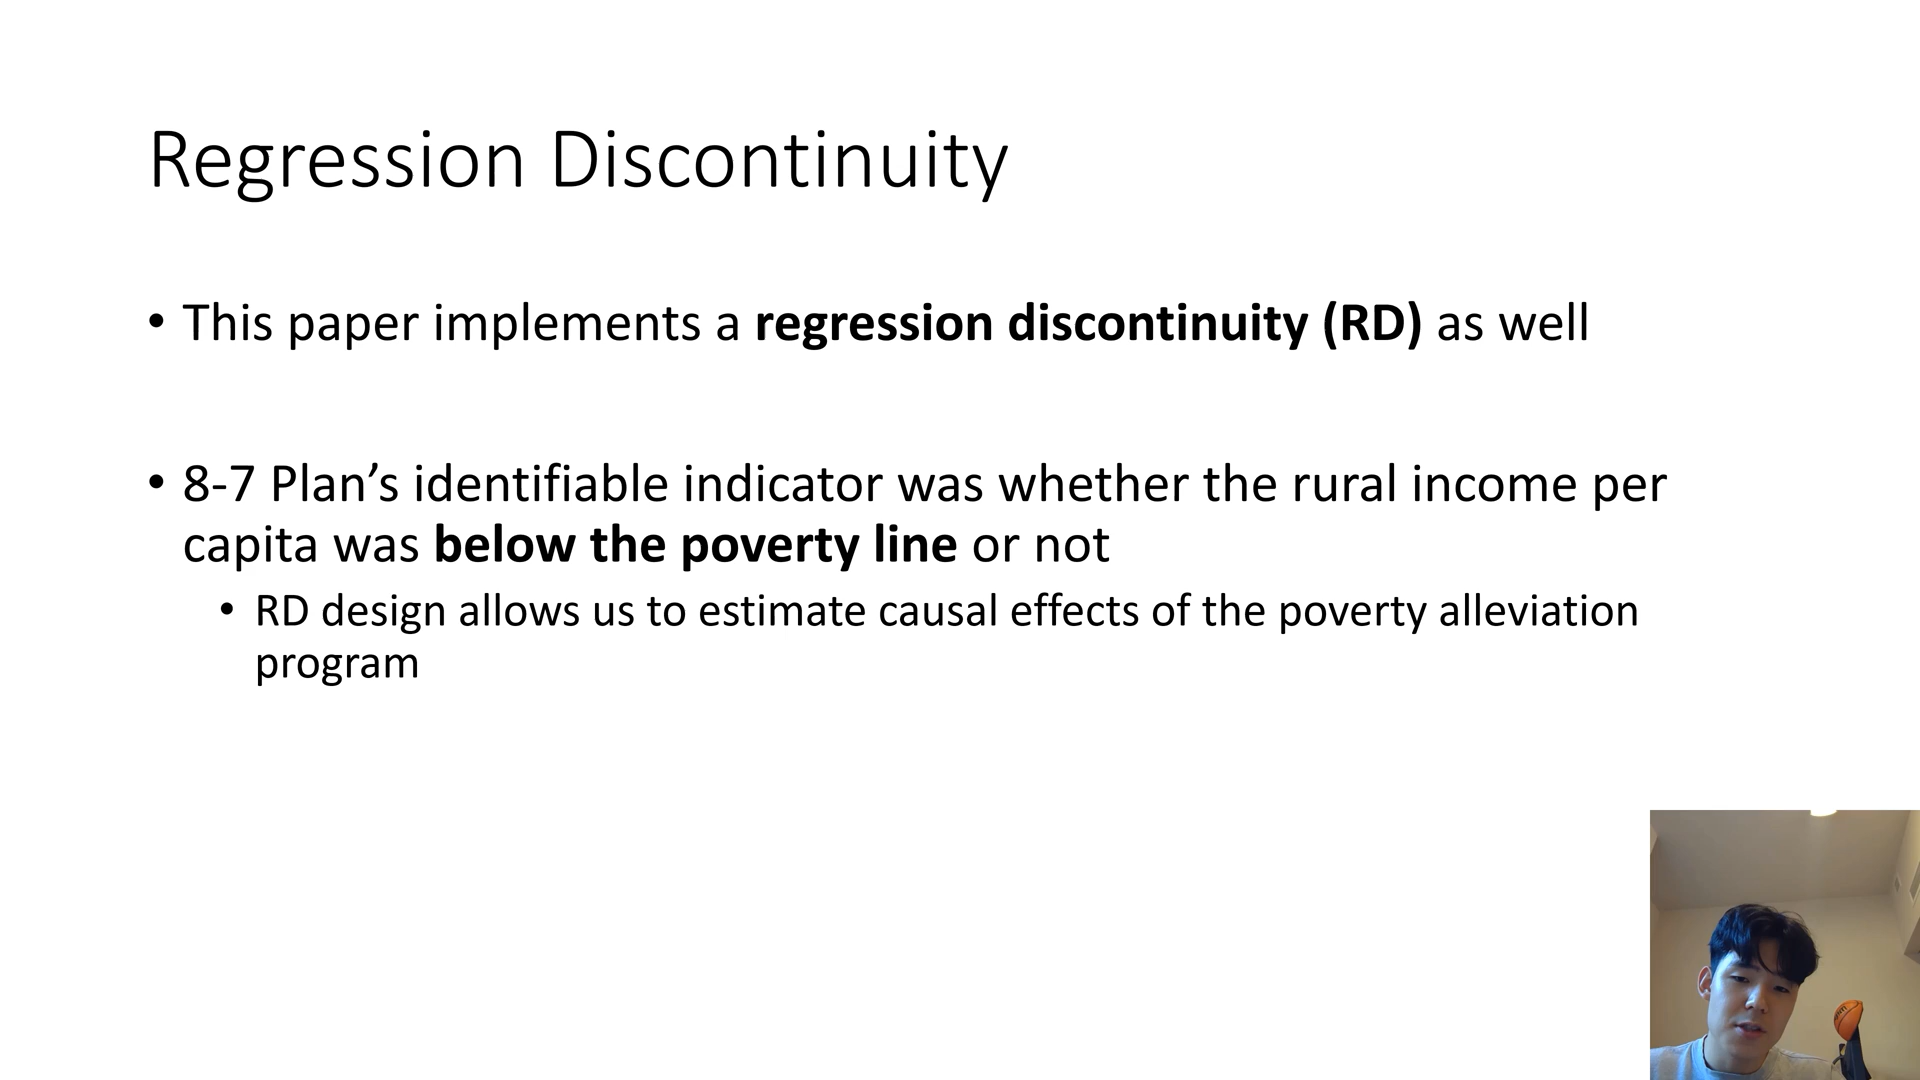 Regression Discontinuity
• This paper implements a regression discontinuity (RD) as well
• 8-7 Plan’s identifiable indicator was whether the rural income per
capita was below the poverty line or not
• RD design allows us to estimate causal effects of the poverty alleviation
program